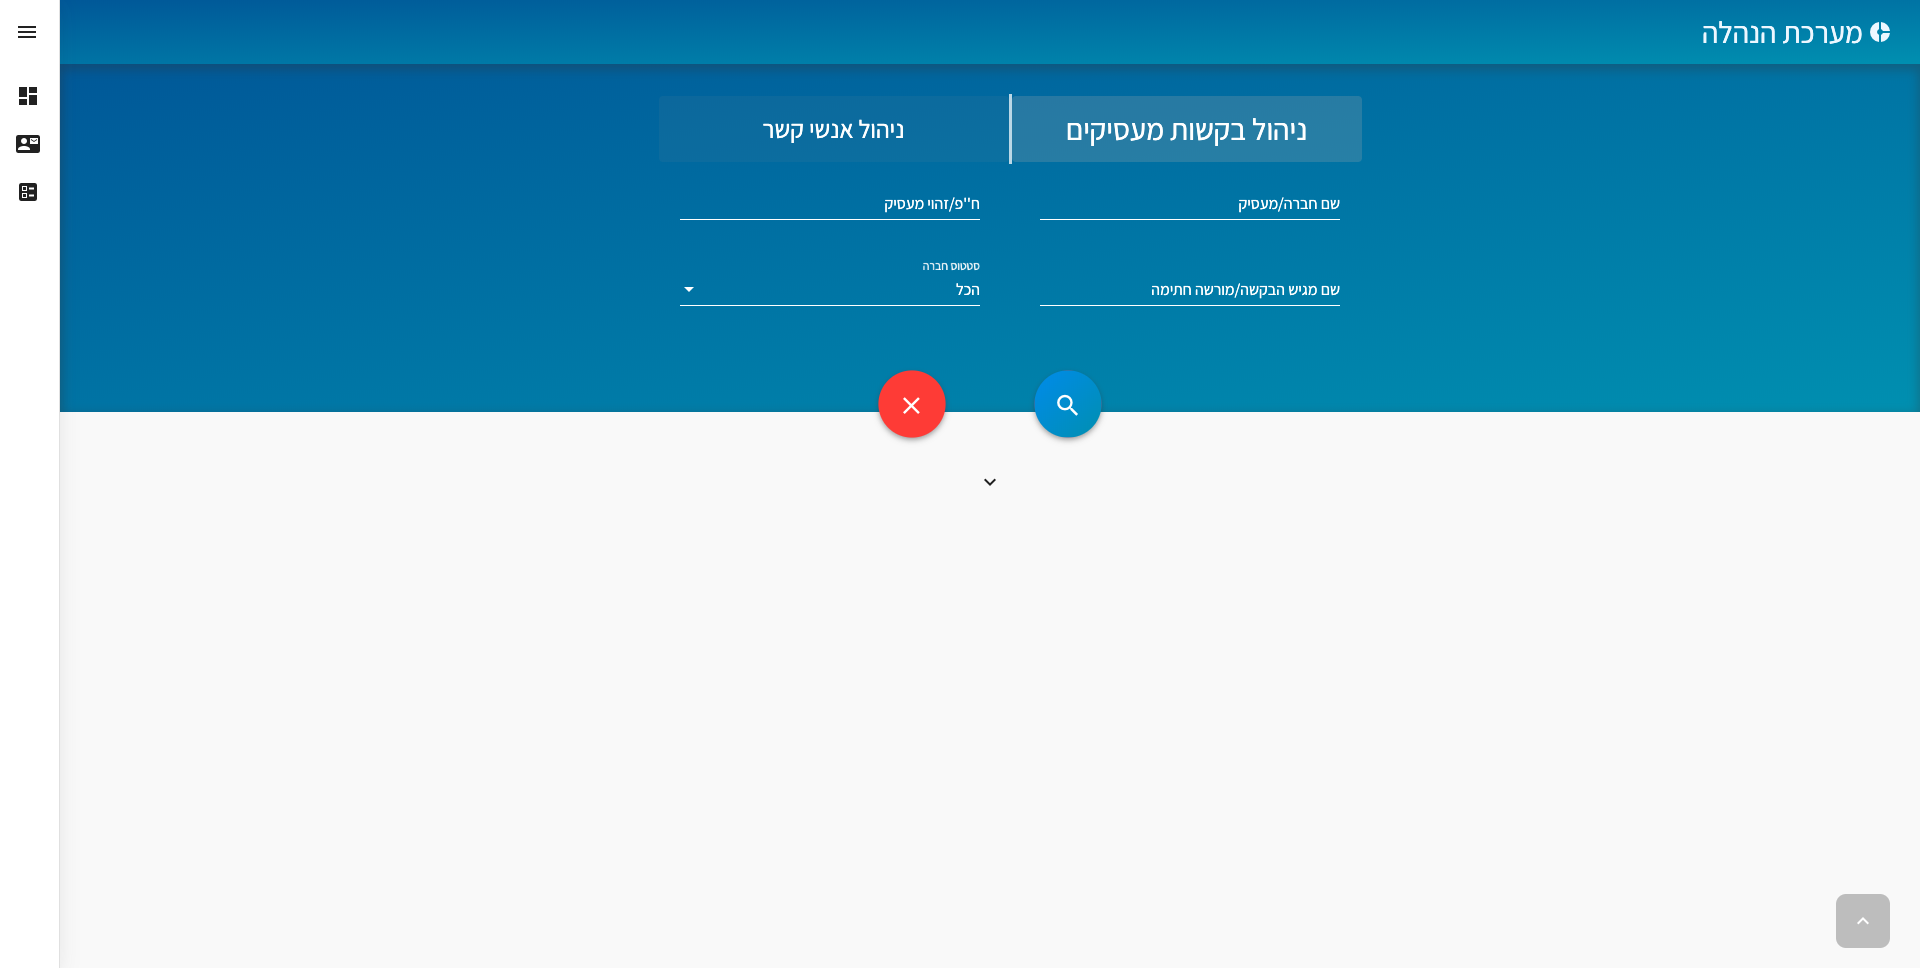 מערכת הנהלה
ניהול בקשות מעסיקים
ניהול אנשי קשר
שם חברה/מעסיק
ח''פ/זהוי מעסיק
שם מגיש הבקשה/מורשה חתימה
סטטוס חברה
הכל